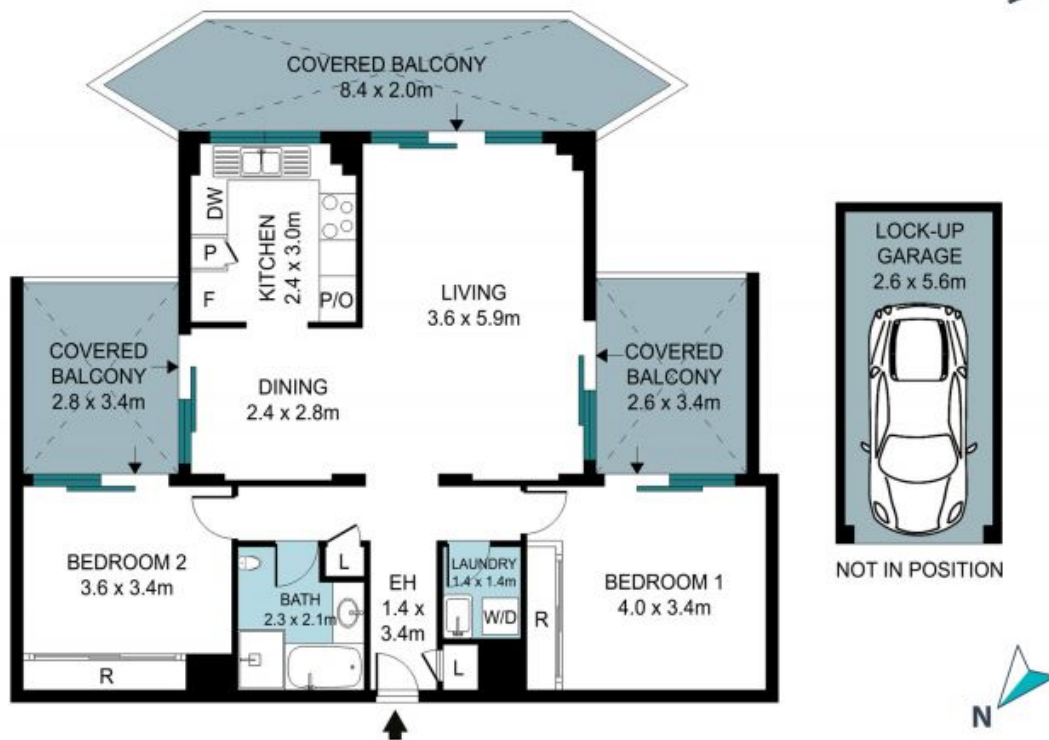 COVERED BALCONY
8.4 x 2.0m
DW
P
F
KITCHEN
2.4 x 3.0m
P/O
LIVING
3.6 x 5.9m
COVERED
BALCONY
2.8 x 3.4m
DINING
2.4 x 2.8m
COVERED
BALCONY
2.6 x 3.4m
LOCK-UP
GARAGE
2.6 x 5.6m
NOT IN POSITION
BEDROOM 2
3.6 x 3.4m
R
BATH
2.3 x 2.1m
L
EH
1.4 x
3.4m
LAUNDRY
1.4 x 1.4m
W/D
L
R
BEDROOM 1
4.0 x 3.4m
N